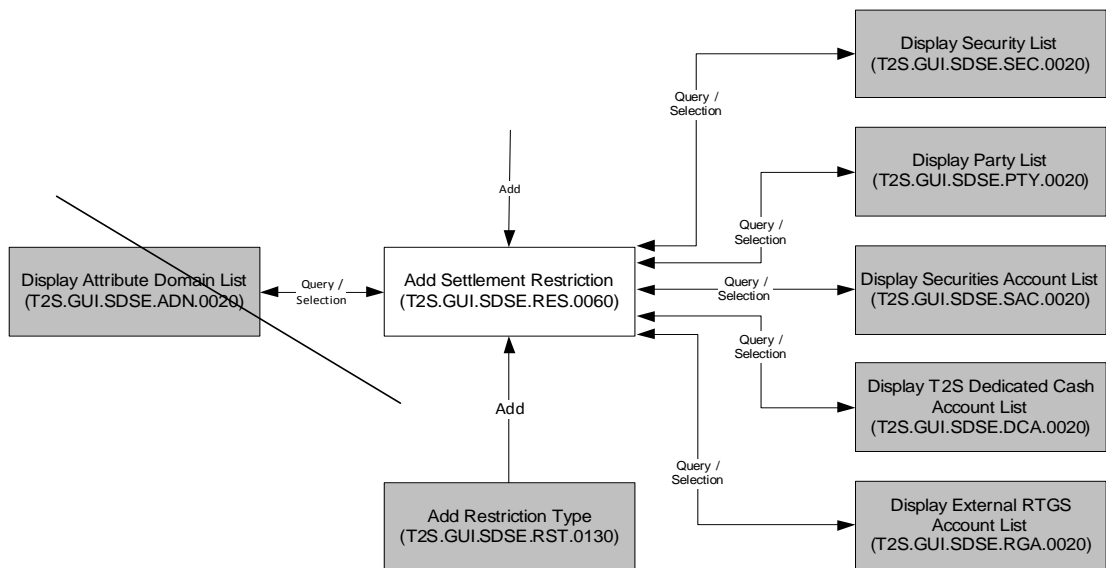 Display Security List
(T2S.GUI.SDSE.SEC.0020)
Query /
Selection
Display Party List
(T2S.GUI.SDSE.PTY.0020)
Add
Query /
Selection
Display Attribute Domain List
(T2S.GUI.SDSE.ADN.0020)
Query /
Selection
Add Settlement Restriction
(T2S.GUI.SDSE.RES.0060)
Query /
Selection
Display Securities Account List
(T2S.GUI.SDSE.SAC.0020)
Query /
Selection
Display T2S Dedicated Cash
Account List
(T2S.GUI.SDSE.DCA.0020)
Add
Query /
Selection
Add Restriction Type
(T2S.GUI.SDSE.RST.0130)
Display External RTGS
Account List
(T2S.GUI.SDSE.RGA.0020)